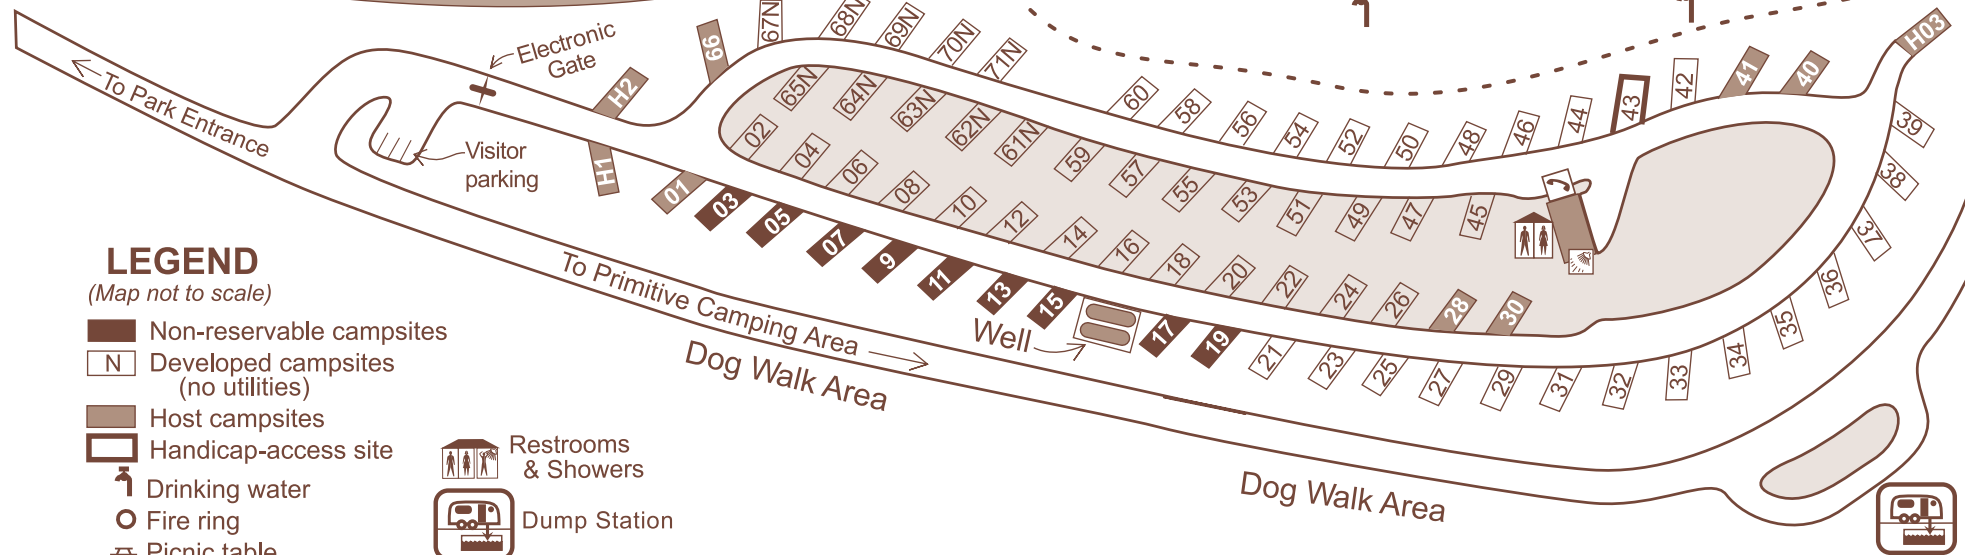 67N
68N
69N
70N
71N
66
H2
H1
Electronic
Gate
To Park Entrance
Visitor
parking
65N
64N
63N
62N
61N
60
59
58
57
56
55
54
53
52
51
50
49
48
47
46
45
44
43
42
41
40
H03
39
38
37
36
35
34
33
32
31
30
29
28
27
26
25
24
23
22
21
20
19
18
17
16
15
14
13
12
11
10
9
08
07
06
05
04
03
02
01
Well
To Primitive Camping Area
Dog Walk Area
Dog Walk Area
LEGEND
(Map not to scale)
Non-reservable campsites
N Developed campsites
(no utilities)
Host campsites
Handicap-access site
Drinking water
Fire ring
Picnic table
Restrooms
& Showers
Dump Station